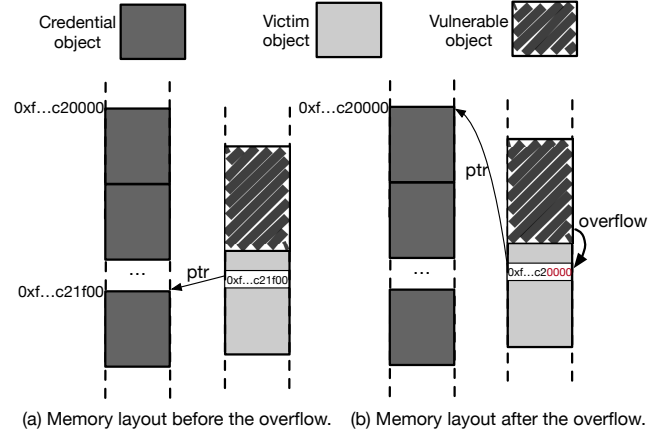 Credential
object
Victim
object
Vulnerable
object
0xf...c20000
...
ptr
0xf...c21f00
0xf...c21f00
(a) Memory layout before the overflow.
0xf...c20000
ptr
overflow
...
0xf...c20000
(b) Memory layout after the overflow.